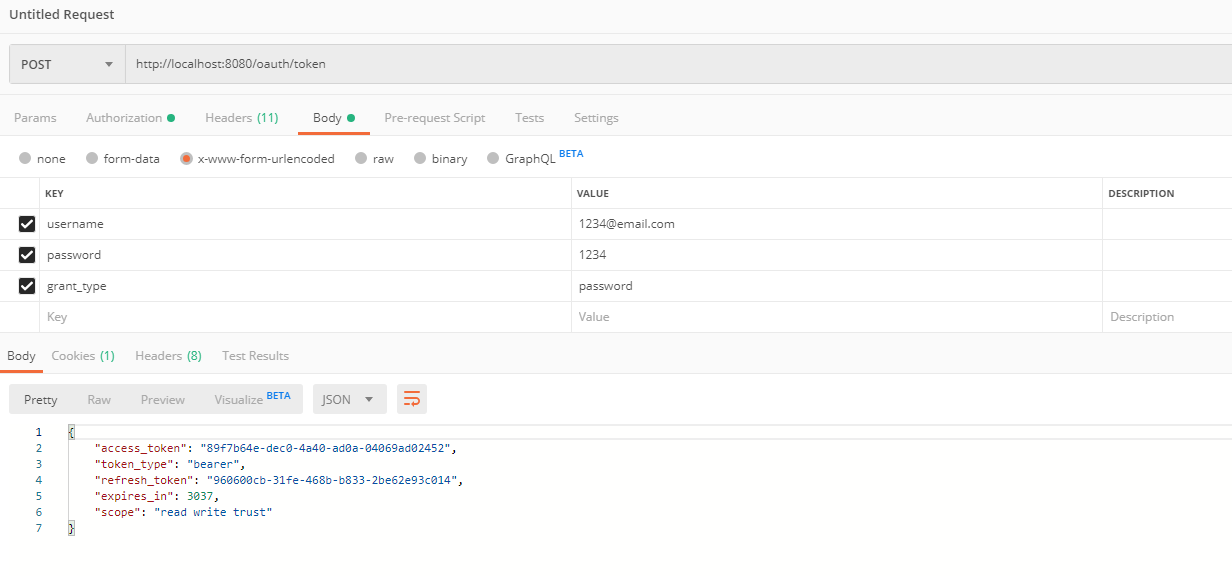 Untitled Request
POST http://localhost:8080/oauth/token
Params Authorization Headers (11) Body Pre-request Script Tests Settings
none form-data x-www-form-urlencoded raw binary GraphQL BETA
KEY VALUE DESCRIPTION
username 1234@email.com
password 1234
grant_type password
Key Value Description
Body Cookies (1) Headers (8) Test Results
Pretty Raw Preview Visualize BETA JSON
1 {
2 "access_token": "89f7b64e-dec0-4a40-ad0a-04069ad02452",
3 "token_type": "bearer",
4 "refresh_token": "960600cb-31fe-468b-b833-2be62e93c014",
5 "expires_in": 3037,
6 "scope": "read write trust"
7 }